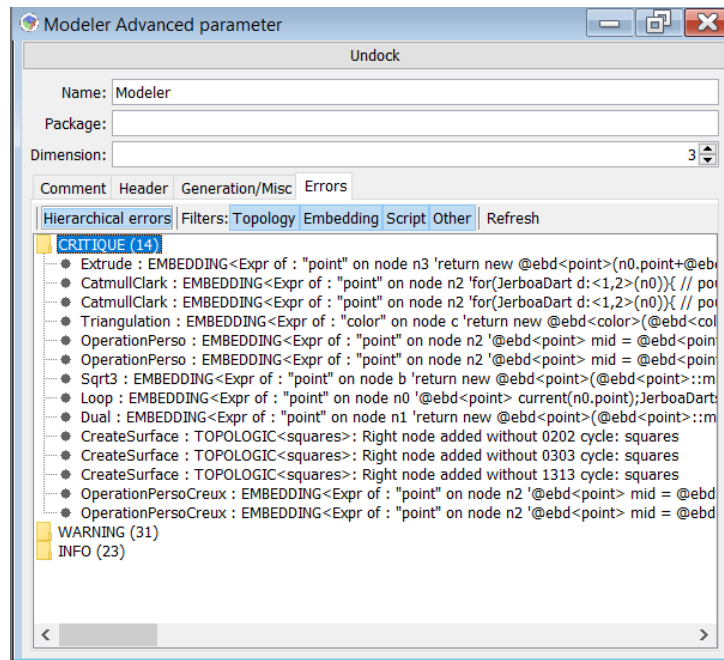 Modeler Advanced parameter
Undock
Name: Modeler
Package:
Dimension: 3
Comment Header Generation/Misc Errors
Hierarchical errors Filters: Topology Embedding Script Other Refresh
CRITIQUE (14)
Extrude : EMBEDDING<Expr of : "point" on node n3 'return new @ebd<point>(n0.point+@eb
CatmullClark : EMBEDDING<Expr of : "point" on node n2 'for(JerboaDart d:<1,2>(n0)){ // pou
CatmullClark : EMBEDDING<Expr of : "point" on node n2 'for(JerboaDart d:<1,2>(n0)){ // pou
Triangulation : EMBEDDING<Expr of : "color" on node c 'return new @ebd<color>(@ebd<col
OperationPerso : EMBEDDING<Expr of : "point" on node n2 '@ebd<point> mid = @ebd<poin
OperationPerso : EMBEDDING<Expr of : "point" on node n2 '@ebd<point> mid = @ebd<poin
Sqrt3 : EMBEDDING<Expr of : "point" on node b 'return new @ebd<point>(@ebd<point>::m
Loop : EMBEDDING<Expr of : "point" on node n0 '@ebd<point> current(n0.point);JerboaDart
Dual : EMBEDDING<Expr of : "point" on node n1 'return new @ebd<point>(@ebd<point>::m
CreateSurface : TOPOLOGIC<squares>: Right node added without 0202 cycle: squares
CreateSurface : TOPOLOGIC<squares>: Right node added without 0303 cycle: squares
CreateSurface : TOPOLOGIC<squares>: Right node added without 1313 cycle: squares
OperationPersoCreux : EMBEDDING<Expr of : "point" on node n2 '@ebd<point> mid = @ebd
OperationPersoCreux : EMBEDDING<Expr of : "point" on node n2 '@ebd<point> mid = @ebd
WARNING (31)
INFO (23)